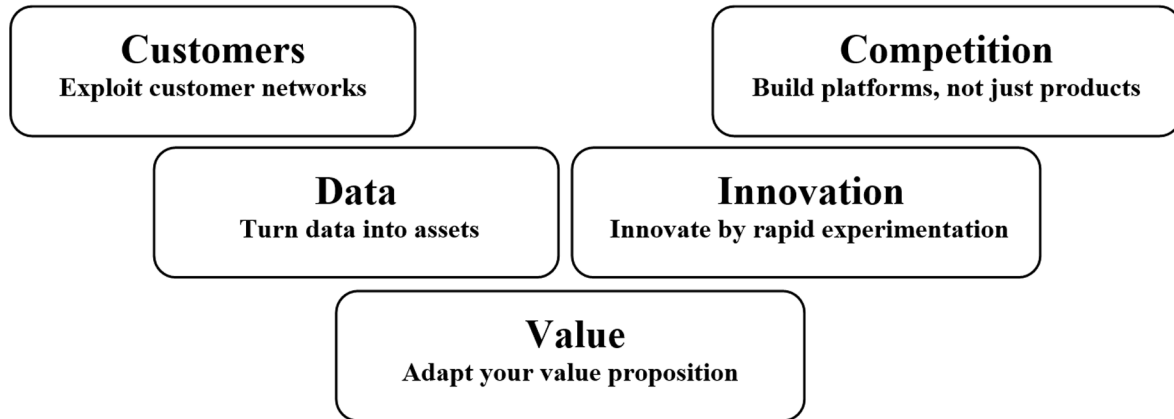 Customers
Exploit customer networks
Competition
Build platforms, not just products
Data
Turn data into assets
Innovation
Innovate by rapid experimentation
Value
Adapt your value proposition